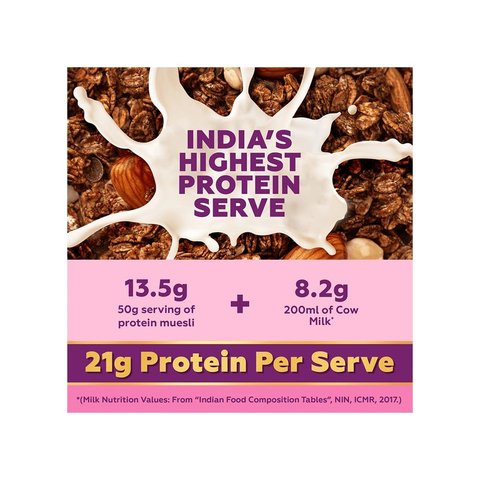 INDIA'S
HIGHEST
PROTEIN
SERVE
13.5g
50g serving of
protein muesli
+
8.2g
200ml of Cow
Milk*
21g Protein Per Serve
*(Milk Nutrition Values: From “Indian Food Composition Tables”, NIN, ICMR, 2017.)